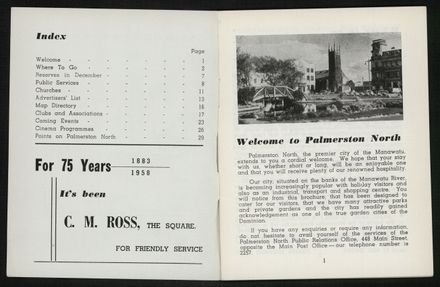 Index
Page
Welcome - - - - - - - 1
Where To Go - - - - - - 3
Reserves in December - - - - 7
Public Services - - - - - - 8
Churches - - - - - - - 11
Advertisers' List - - - - - 13
Map Directory - - - - - - 16
Clubs and Associations - - - - 17
Coming Events - - - - - - 23
Cinema Programmes - - - - - 26
Points on Palmerston North - - - 29
For 75 Years 1883
1958
It's been
C. M. ROSS, THE SQUARE.
FOR FRIENDLY SERVICE
Welcome to Palmerston North
Palmerston North, the premier city of the Manawatu,
extends to you a cordial welcome. We hope that your stay
with us, whether short or long, will be an enjoyable one
and that you will receive plenty of our renowned hospitality.
Our city, situated on the banks of the Manawatu River,
is becoming increasingly popular with holiday visitors and
also as an industrial, transport and shopping centre. You
will notice from this brochure, that has been designed to
cater for our visitors, that we have many attractive parks
and private gardens and the city has readily gained
acknowledgement as one of the true garden cities of the
Dominion.
If you have any enquiries or require any information,
do not hesitate to avail yourself of the services of the
Palmerston North Public Relations Office, 448 Main Street,
opposite the Main Post Office — our telephone number is
2257.
1